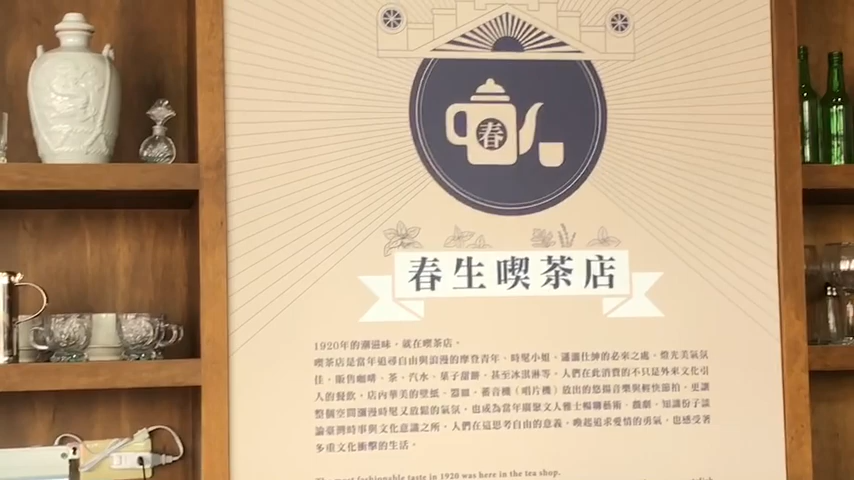 春
春生喫茶店
1920年的潮滋味，就在喫茶店。
喫茶店是當年追尋自由與浪漫的摩登青年、時髦小姐、瀟灑仕紳的必來之處。燈光美氣氛
佳，販售咖啡、茶、汽水、菓子甜餅、甚至冰淇淋等，人們在此消費的不只是外來文化引
人的餐飲，店內華美的壁紙、器皿、蓄音機（唱片機）放出的悠揚音樂與輕快節拍，更讓
整個空間瀰漫時髦又放鬆的氣氛，也成為當年騷人雅士暢聊藝術、戲劇、知識份子談
論臺灣時事與文化意識之所，人們在這思考自由的意義、喚起追求愛情的勇氣，也感受著
多重文化衝擊的生活。
The most fashionable taste in 1920 was here in the tea shop.